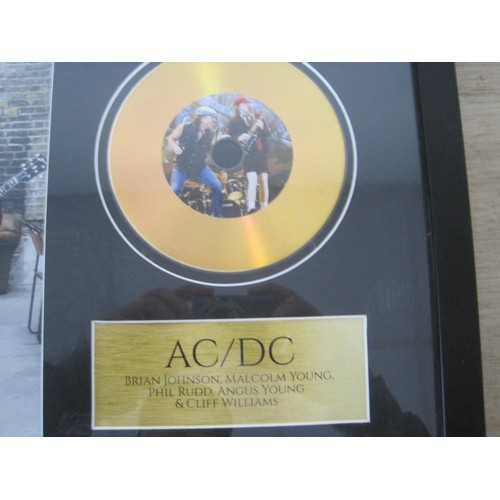 AC/DC
BRIAN JOHNSON, MALCOLM YOUNG,
PHIL RUDD, ANGUS YOUNG
& CLIFF WILLIAMS